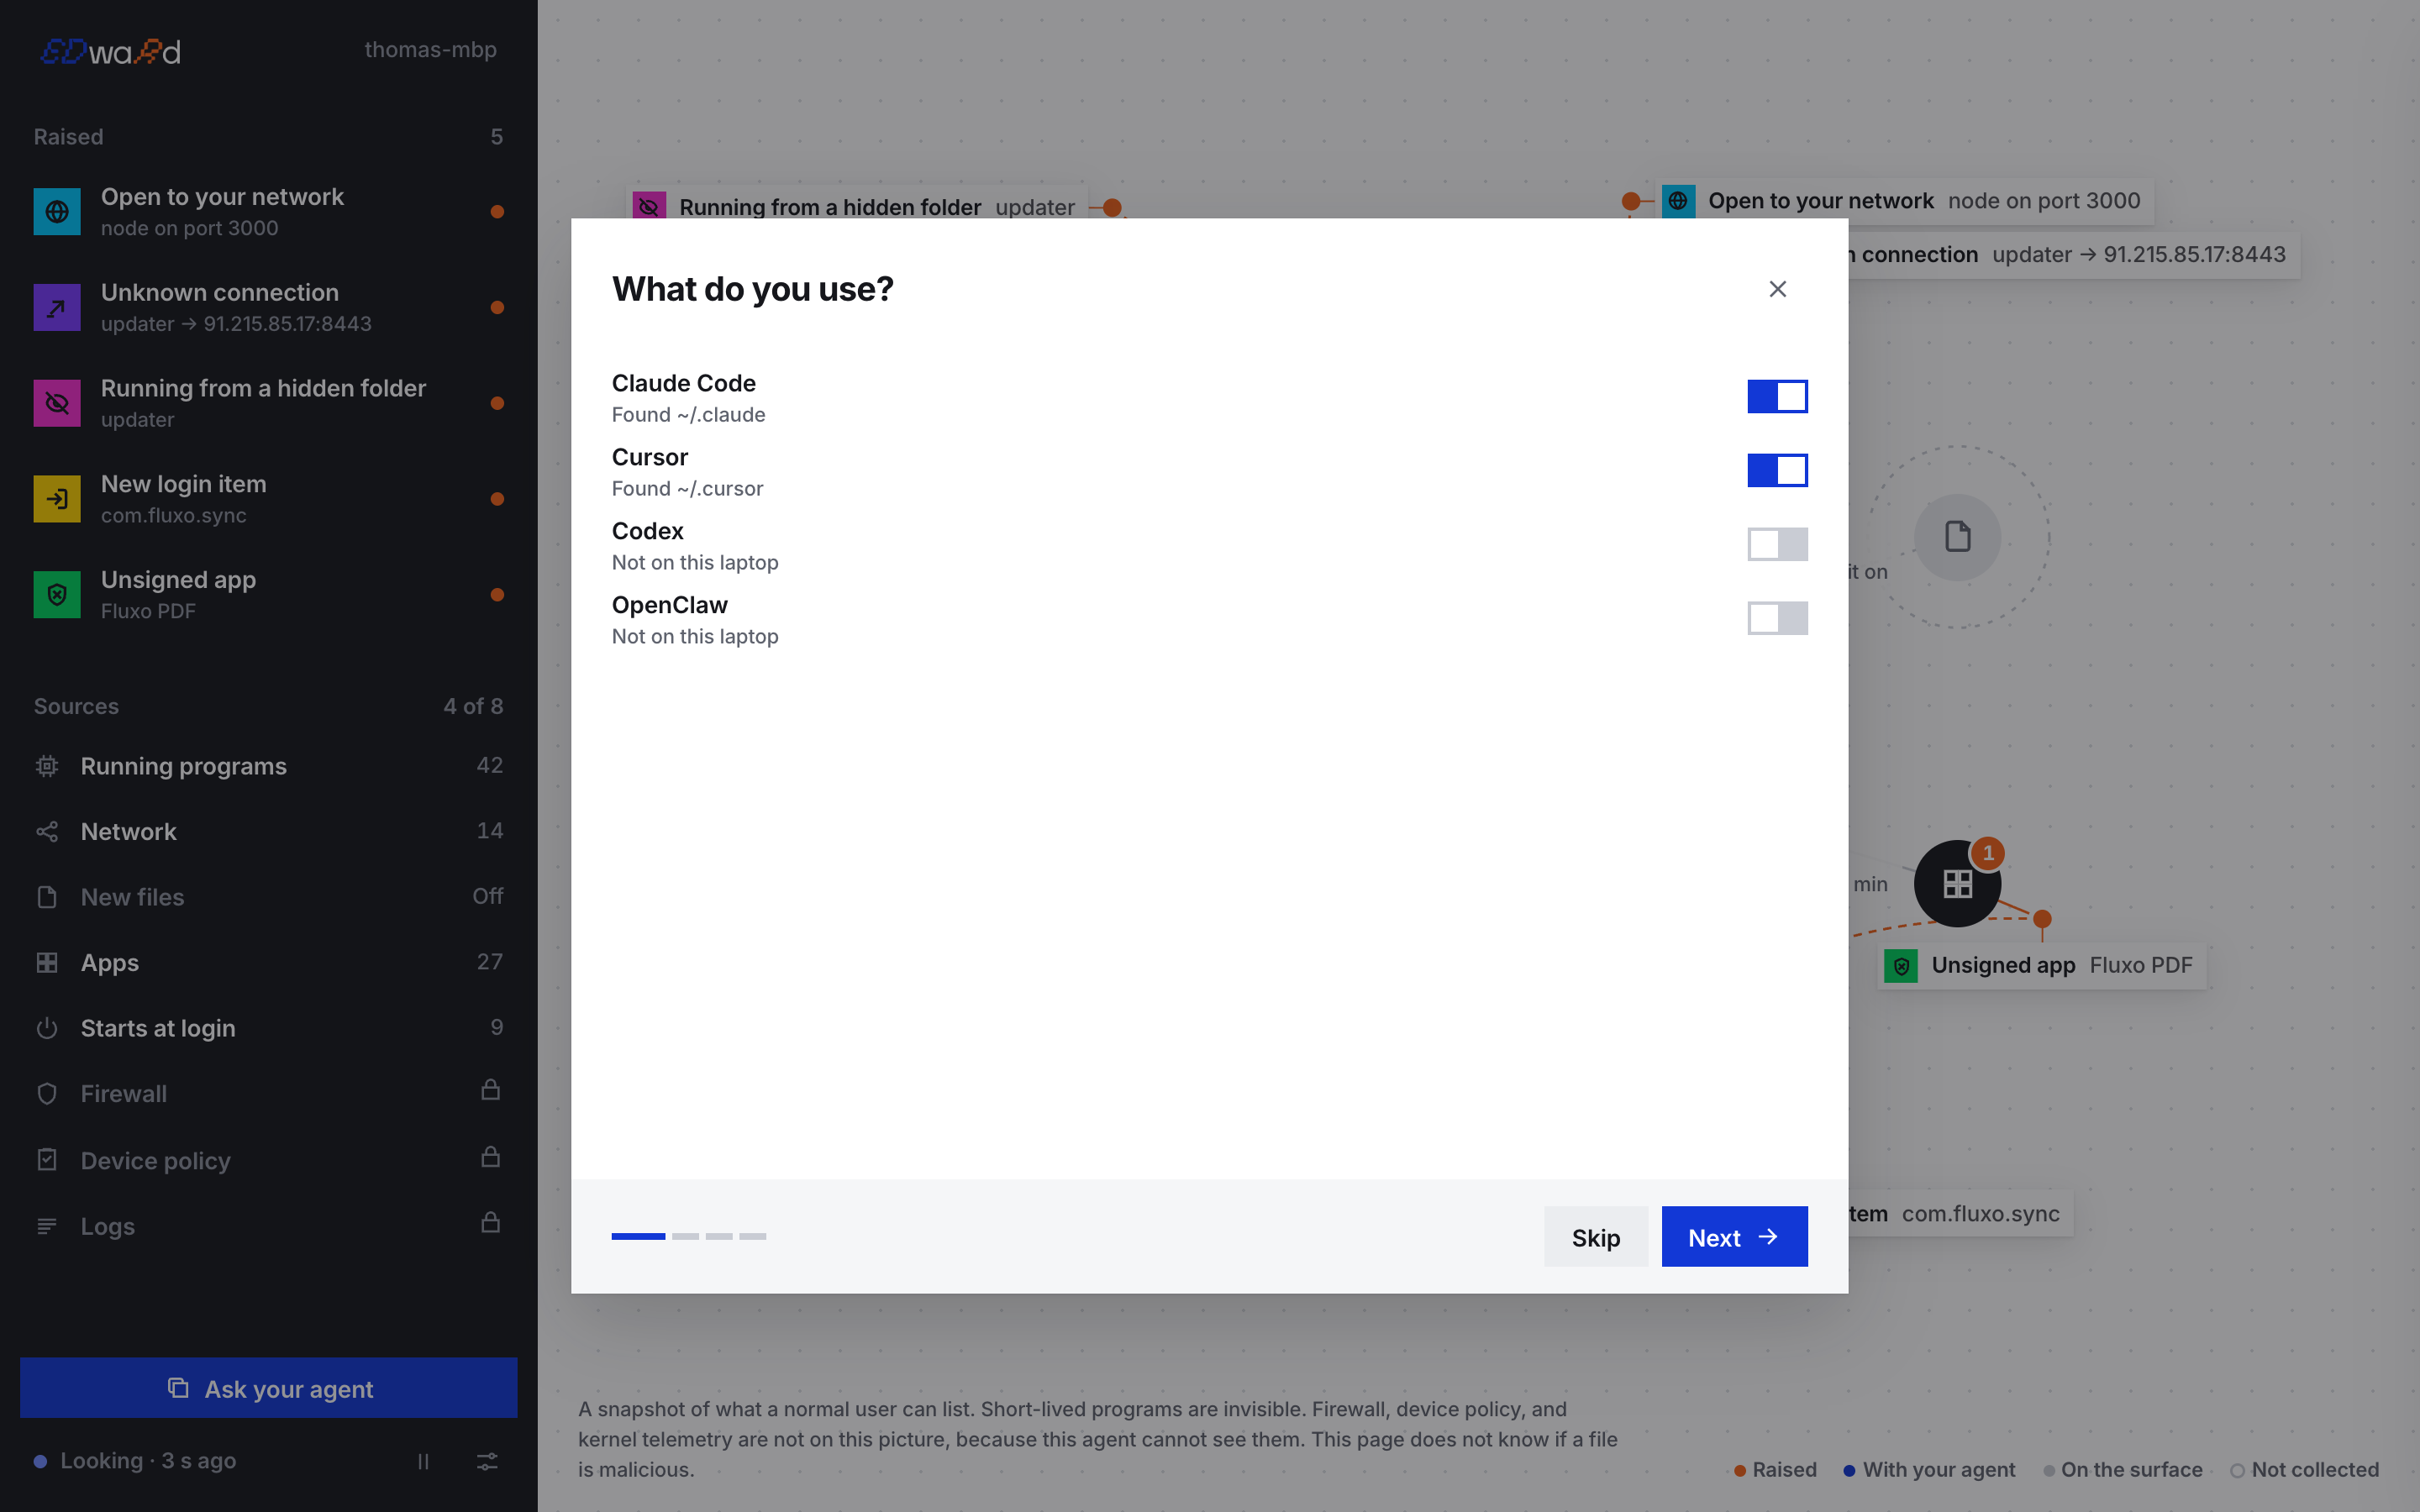 EDwaRd
thomas-mbp
Raised 5
Open to your network
node on port 3000
Unknown connection
updater → 91.215.85.17:8443
Running from a hidden folder
updater
New login item
com.fluxo.sync
Unsigned app
Fluxo PDF
Sources 4 of 8
Running programs 42
Network 14
New files Off
Apps 27
Starts at login 9
Firewall
Device policy
Logs
Ask your agent
Looking · 3 s ago
Running from a hidden folder updater
Open to your network node on port 3000
n connection updater → 91.215.85.17:8443
What do you use?
Claude Code
Found ~/.claude
Cursor
Found ~/.cursor
Codex
Not on this laptop
OpenClaw
Not on this laptop
Skip
Next →
it on
1
min
Unsigned app Fluxo PDF
tem com.fluxo.sync
A snapshot of what a normal user can list. Short-lived programs are invisible. Firewall, device policy, and
kernel telemetry are not on this picture, because this agent cannot see them. This page does not know if a file
is malicious.
Raised With your agent On the surface Not collected